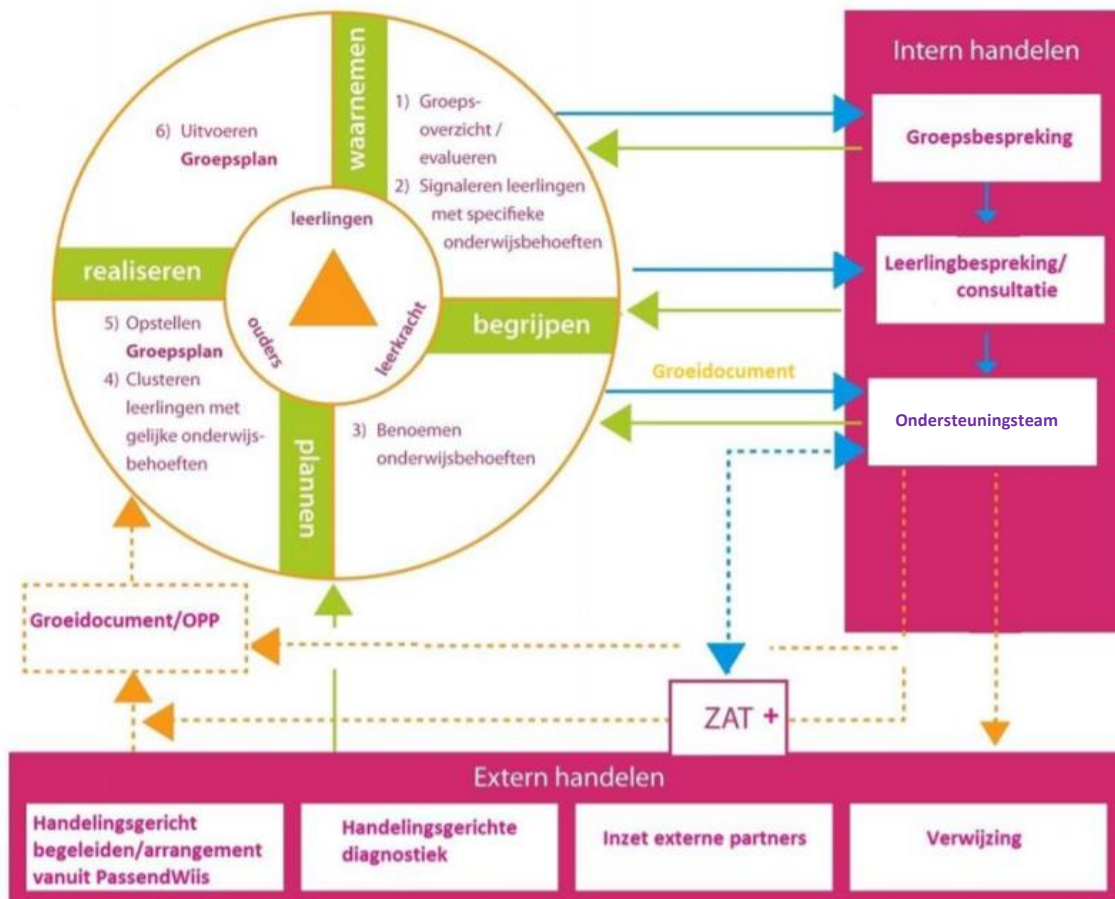 waarnemen
1) Groeps-
overzicht /
evalueren
2) Signaleren leerlingen
met specifieke
onderwijsbehoeften
begrijpen
3) Benoemen
onderwijsbehoeften
plannen
5) Opstellen
Groepsplan
4) Clusteren
leerlingen met
gelijke onderwijs-
behoeften
realiseren
6) Uitvoeren
Groepsplan
leerlingen
ouders
leerkracht
Intern handelen
Groepsbespreking
Leerlingbespreking/
consultatie
Groeidocument
Ondersteuningsteam
Groeidocument/OPP
ZAT +
Extern handelen
Handelingsgericht
begeleiden/arrangement
vanuit PassendWiis
Handelingsgerichte
diagnostiek
Inzet externe partners
Verwijzing